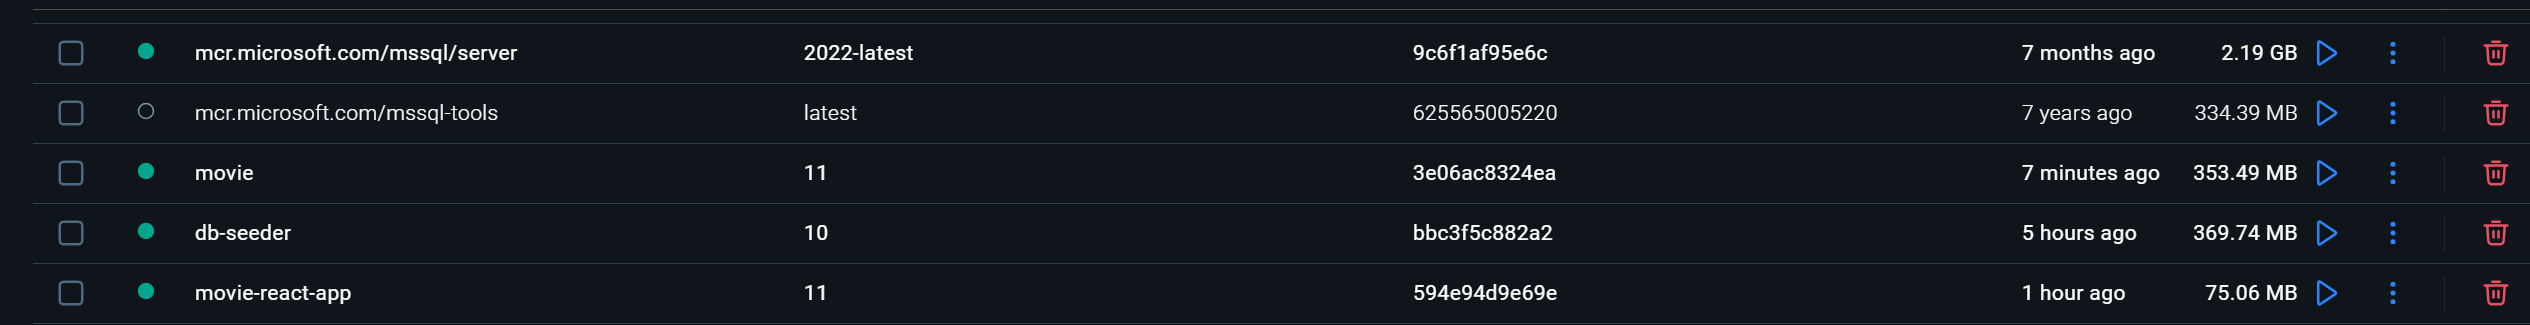 mcr.microsoft.com/mssql/server 2022-latest 9c6f1af95e6c 7 months ago 2.19 GB
mcr.microsoft.com/mssql-tools latest 625565005220 7 years ago 334.39 MB
movie 11 3e06ac8324ea 7 minutes ago 353.49 MB
db-seeder 10 bbc3f5c882a2 5 hours ago 369.74 MB
movie-react-app 11 594e94d9e69e 1 hour ago 75.06 MB